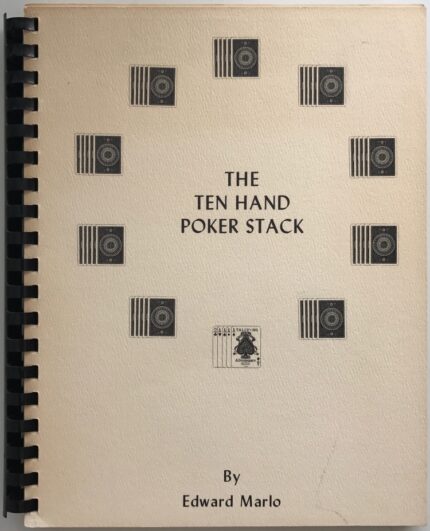 THE
TEN HAND
POKER STACK
By
Edward Marlo